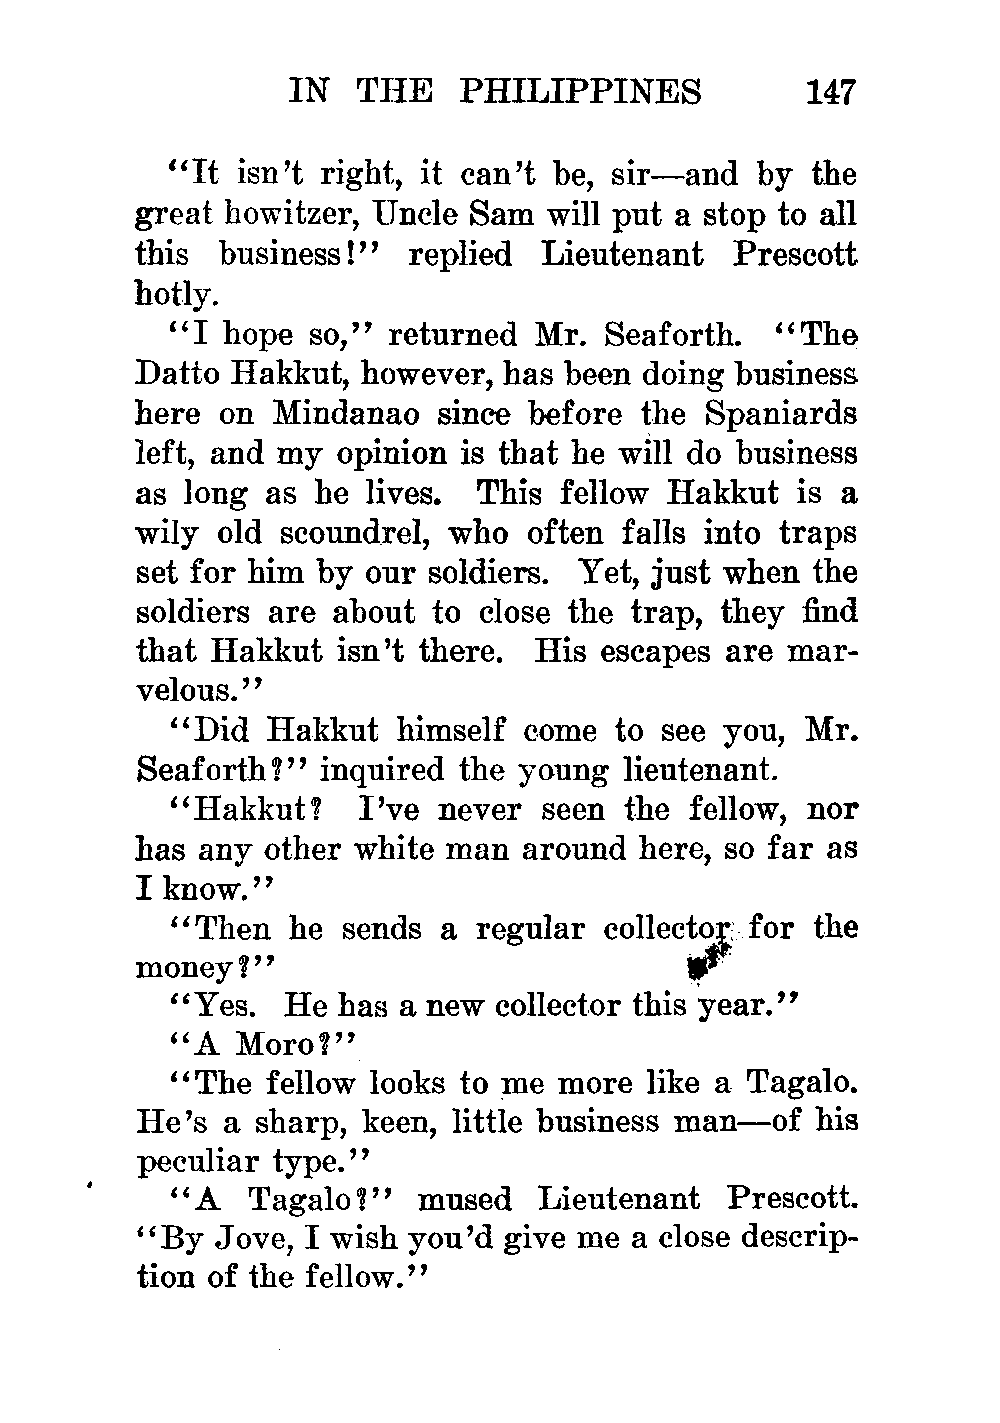 IN THE PHILIPPINES 147
"It isn't right, it can't be, sir—and by the
great howitzer, Uncle Sam will put a stop to all
this business!" replied Lieutenant Prescott
hotly.
"I hope so," returned Mr. Seaforth. "The
Datto Hakkut, however, has been doing business
here on Mindanao since before the Spaniards
left, and my opinion is that he will do business
as long as he lives. This fellow Hakkut is a
wily old scoundrel, who often falls into traps
set for him by our soldiers. Yet, just when the
soldiers are about to close the trap, they find
that Hakkut isn't there. His escapes are mar-
velous."
"Did Hakkut himself come to see you, Mr.
Seaforth?" inquired the young lieutenant.
"Hakkut? I've never seen the fellow, nor
has any other white man around here, so far as
I know."
"Then he sends a regular collector for the
money?"
"Yes. He has a new collector this year."
"A Moro?"
"The fellow looks to me more like a Tagalo.
He's a sharp, keen, little business man—of his
peculiar type."
"A Tagalo?" mused Lieutenant Prescott.
"By Jove, I wish you'd give me a close descrip-
tion of the fellow."